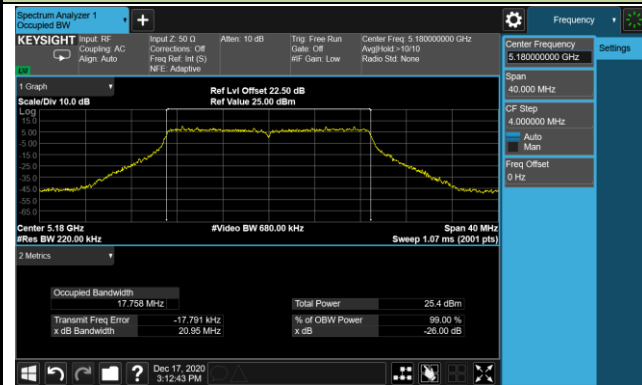 Spectrum Analyzer 1
Occupied BW
Frequency
KEYSIGHT
Input: RF
Coupling: AC
Align: Auto
Input Z: 50 Ω
Corrections: Off
Freq Ref: Int (S)
NFE: Adaptive
Atten: 10 dB
Trig: Free Run
Gate: Off
#IF Gain: Low
Center Freq: 5.180000000 GHz
Avg|Hold:>10/10
Radio Std: None
Center Frequency
5.180000000 GHz
Settings
Span
40.000 MHz
CF Step
4.000000 MHz
Auto
Man
Freq Offset
0 Hz
1 Graph
Scale/Div 10.0 dB
Ref Lvl Offset 22.50 dB
Ref Value 25.00 dBm
Log
15.0
5.00
-5.00
-15.0
-25.0
-35.0
-45.0
-55.0
-65.0
Center 5.18 GHz
#Res BW 220.00 kHz
#Video BW 680.00 kHz
Span 40 MHz
Sweep 1.07 ms (2001 pts)
2 Metrics
Occupied Bandwidth
17.758 MHz
Total Power 25.4 dBm
Transmit Freq Error -17.791 kHz
% of OBW Power 99.00 %
x dB Bandwidth 20.95 MHz
x dB -26.00 dB
?
Dec 17, 2020
3:12:43 PM